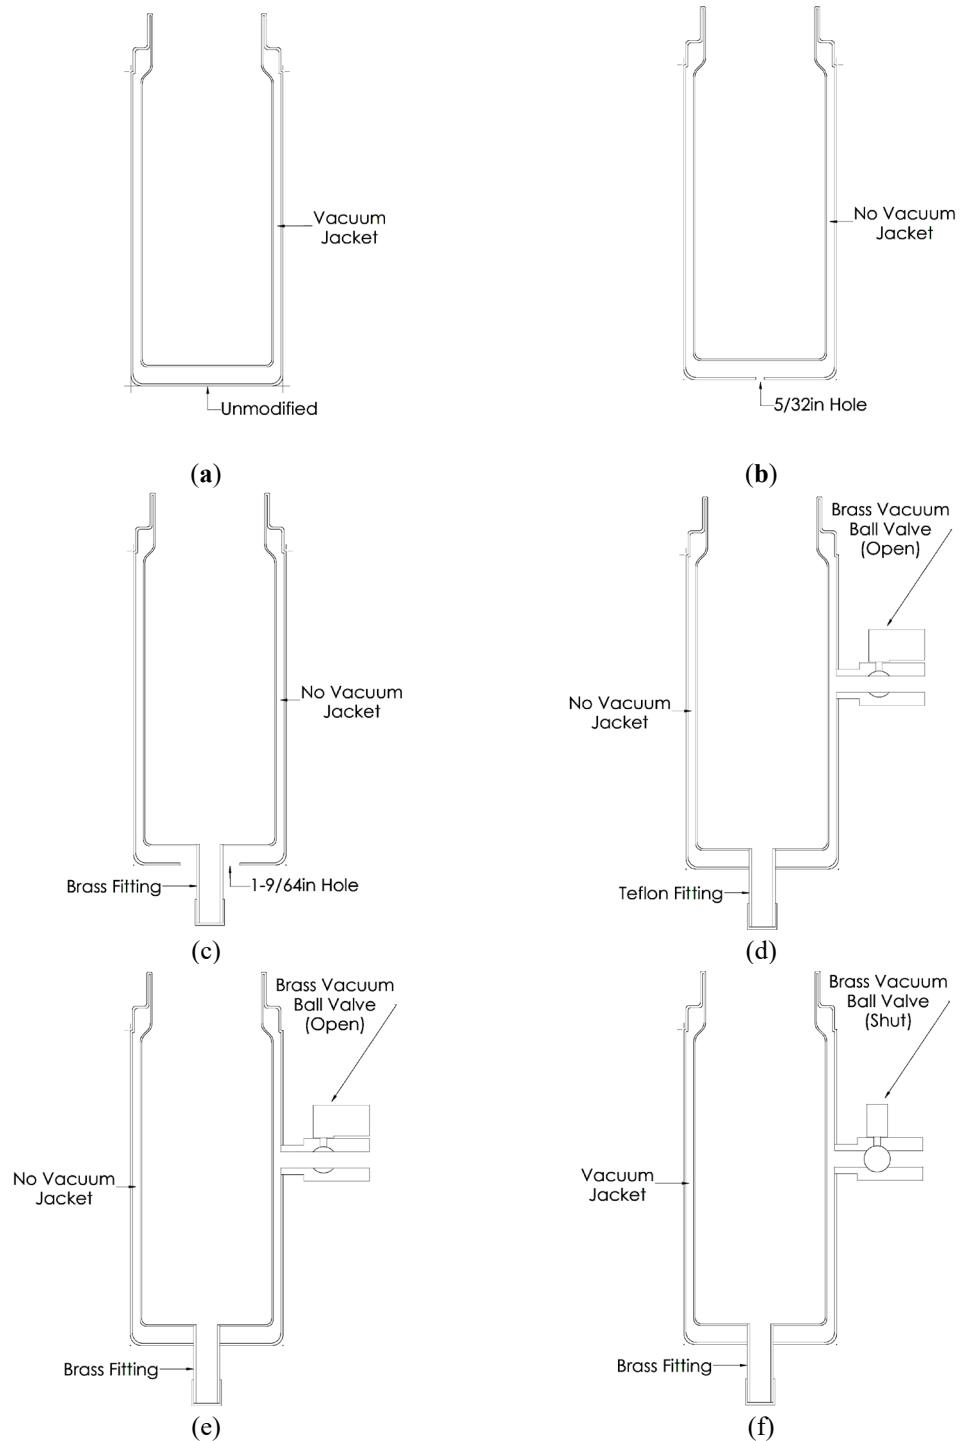 Vacuum
Jacket
Unmodified
(a)
No Vacuum
Jacket
5/32in Hole
(b)
No Vacuum
Jacket
Brass Fitting
1-9/64in Hole
(c)
Brass Vacuum
Ball Valve
(Open)
No Vacuum
Jacket
Teflon Fitting
(d)
Brass Vacuum
Ball Valve
(Open)
No Vacuum
Jacket
Brass Fitting
(e)
Brass Vacuum
Ball Valve
(Shut)
Vacuum
Jacket
Brass Fitting
(f)